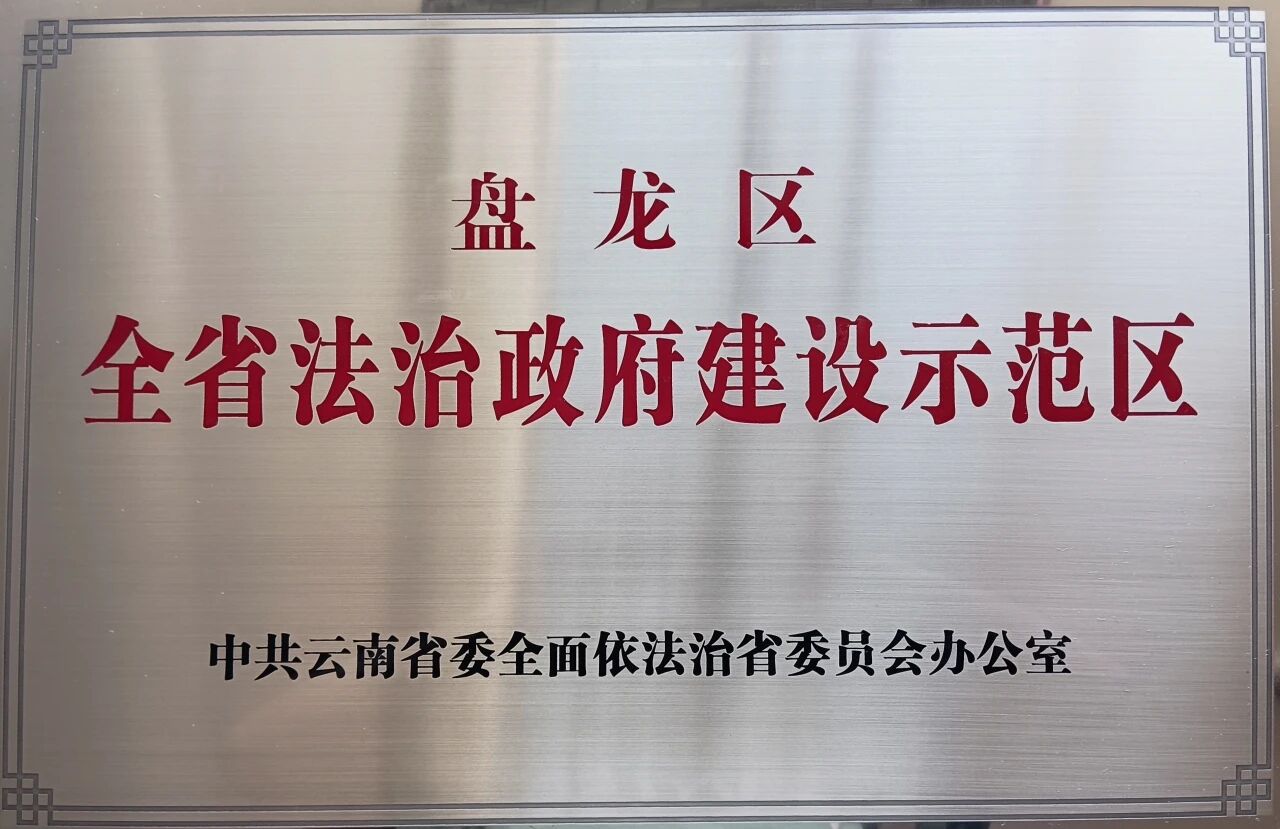 盘龙区
全省法治政府建设示范区
中共云南省委全面依法治省委员会办公室